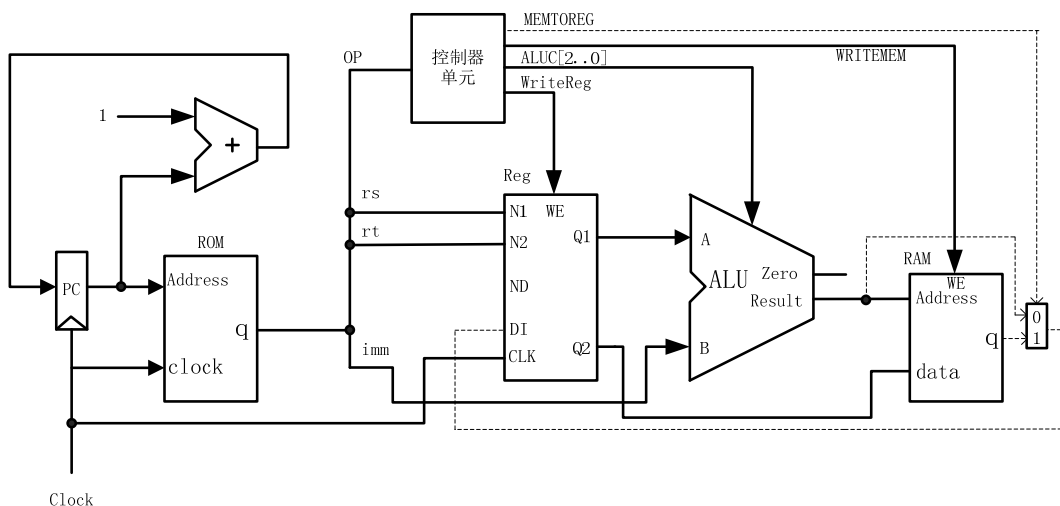 MEMTOREG
控制器
单元
OP
ALUC[2..0]
WRITEMEM
WriteReg
1
+
Reg
rs
N1
WE
rt
N2
Q1
A
ROM
RAM
Address
PC
ND
ALU
Zero
WE
Result
Address
0
q
DI
q
1
imm
CLK
Q2
B
clock
data
Clock